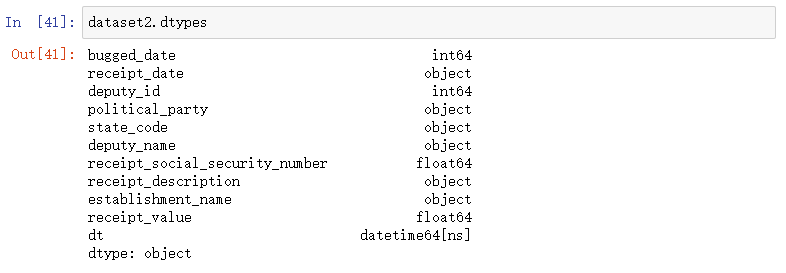 In [41]: dataset2.dtypes
Out[41]: bugged_date int64
receipt_date object
deputy_id int64
political_party object
state_code object
deputy_name object
receipt_social_security_number float64
receipt_description object
establishment_name object
receipt_value float64
dt datetime64[ns]
dtype: object